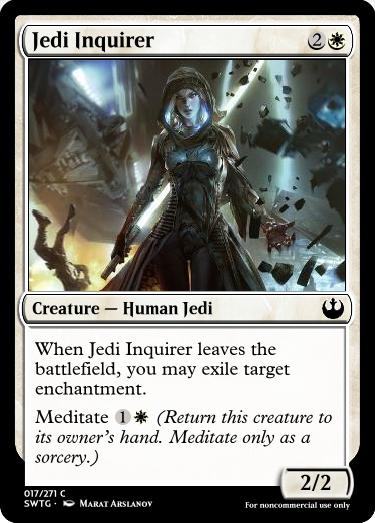 Jedi Inquirer 2
Creature — Human Jedi
When Jedi Inquirer leaves the
battlefield, you may exile target
enchantment.
Meditate 1 (Return this creature to
its owner's hand. Meditate only as a
sorcery.)
2/2
017/271 C
SWTG · Marat Arslanov
For noncommercial use only